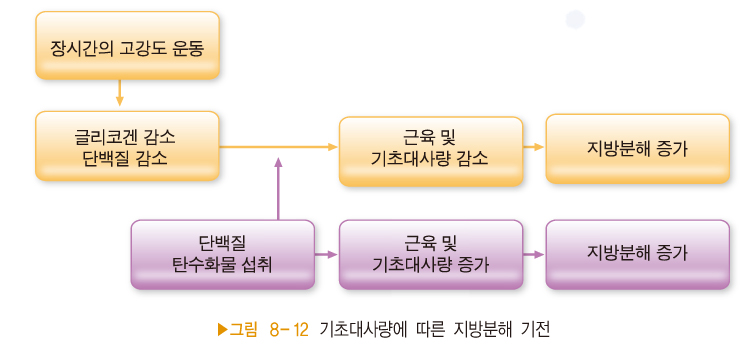 장시간의 고강도 운동
글리코겐 감소
단백질 감소
근육 및
기초대사량 감소
지방분해 증가
단백질
탄수화물 섭취
근육 및
기초대사량 증가
지방분해 증가
▶그림 8-12 기초대사량에 따른 지방분해 기전